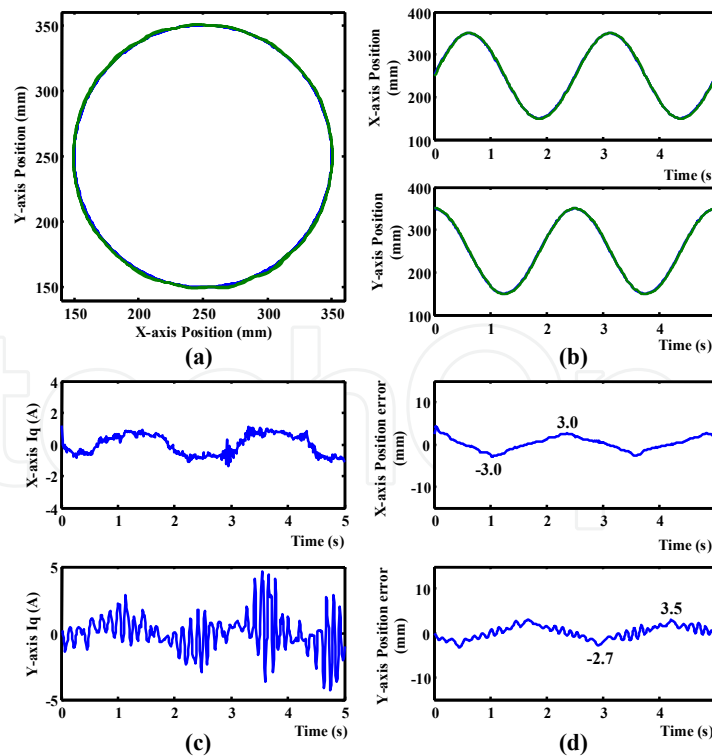 350
300
250
200
150
Y-axis Position (mm)
150 200 250 300 350
X-axis Position (mm)
(a)
400
300
200
100
X-axis Position
(mm)
0 1 2 3 4
Time (s)
400
300
200
100
Y-axis Position
(mm)
0 1 2 3 4
Time (s)
(b)
4
2
0
-2
-4
X-axis Iq (A)
0 1 2 3 4 5
Time (s)
5
0
-5
Y-axis Iq (A)
0 1 2 3 4 5
Time (s)
(c)
10
0
-10
X-axis Position error
(mm)
3.0
-3.0
0 1 2 3 4
Time (s)
10
0
-10
Y-axis Position error
(mm)
3.5
-2.7
0 1 2 3 4
Time (s)
(d)